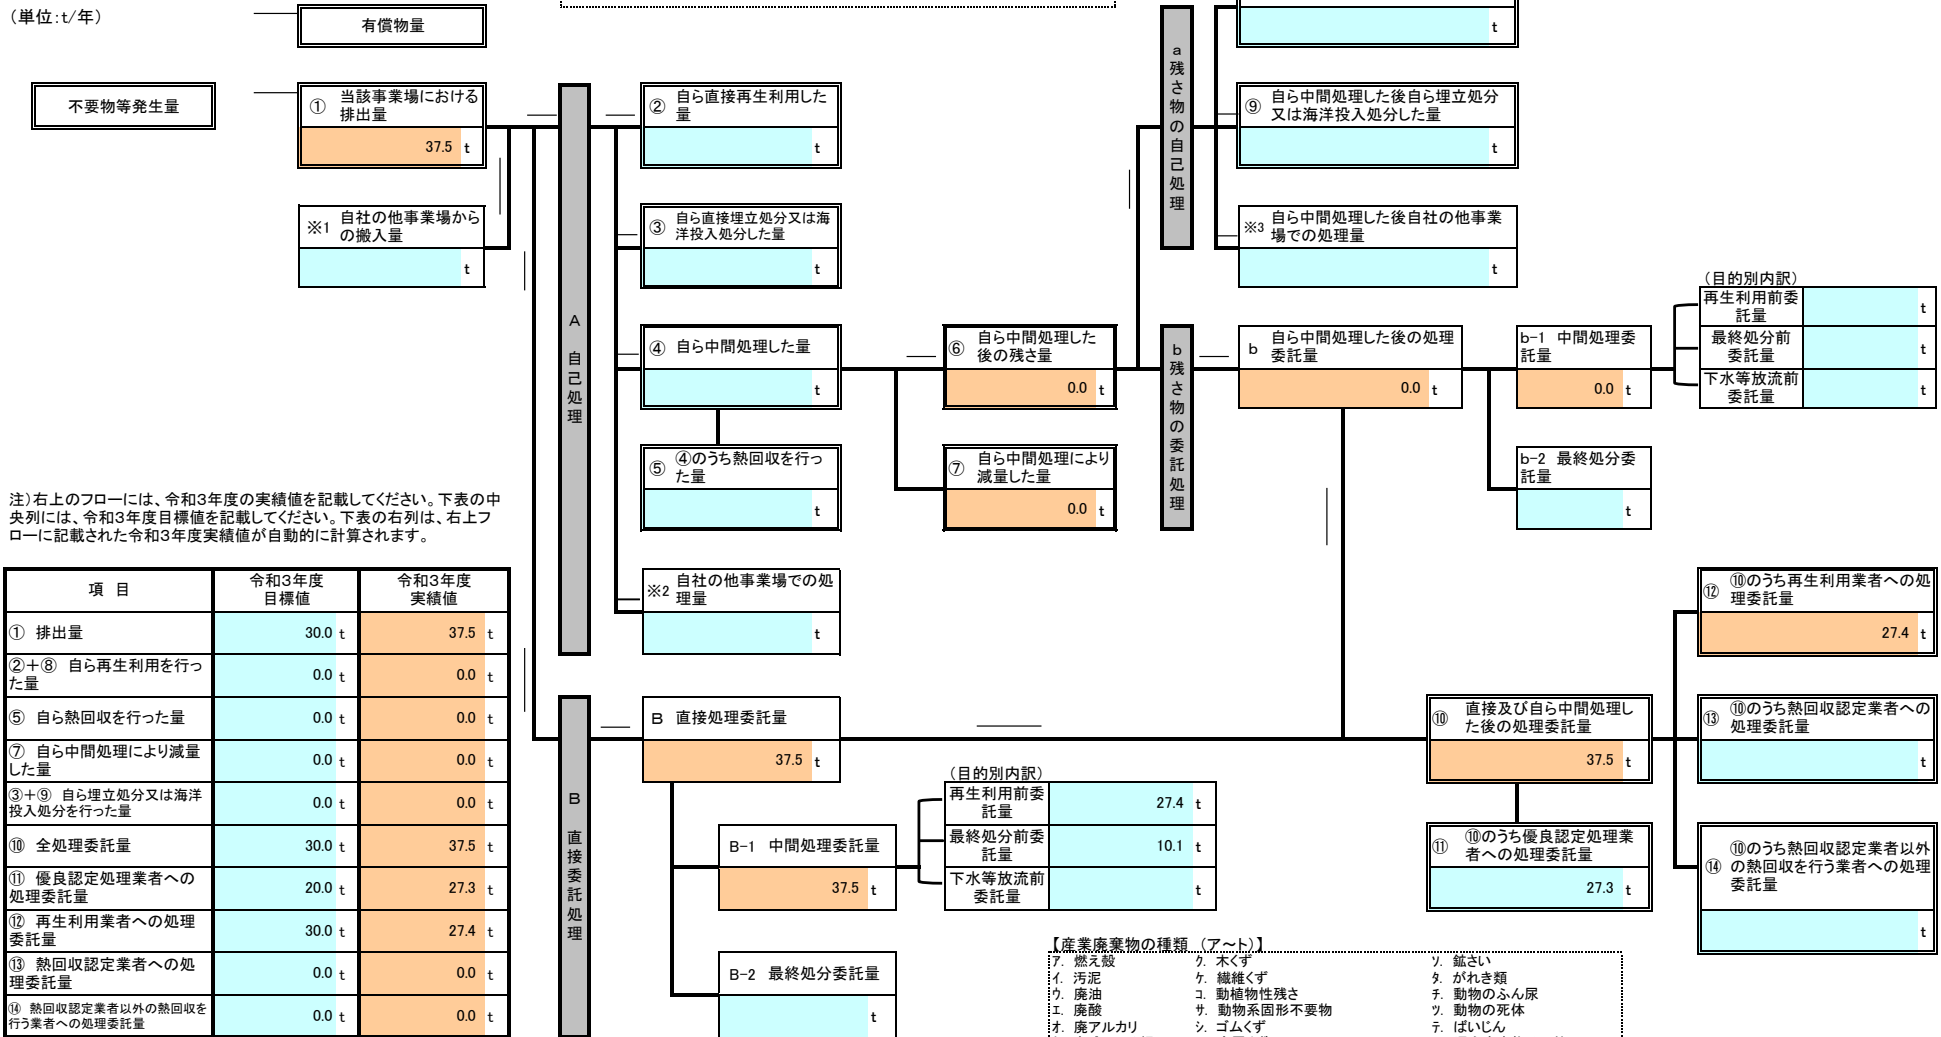 （単位：t/年）
有償物量
t
不要物等発生量
① 当該事業場における
排出量
37.5 t
※1 自社の他事業場から
の搬入量
t
A 自己処理
② 自ら直接再生利用した
量
t
③ 自ら直接埋立処分又は海
洋投入処分した量
t
④ 自ら中間処理した量
t
⑤ ④のうち熱回収を行っ
た量
t
※2 自社の他事業場での処
理量
t
⑥ 自ら中間処理した
後の残さ量
0.0 t
⑦ 自ら中間処理により
減量した量
0.0 t
a 残さ物の自己処理
⑨ 自ら中間処理した後自ら埋立処分
又は海洋投入処分した量
t
※3 自ら中間処理した後自社の他事業
場での処理量
t
b 残さ物の委託処理
b 自ら中間処理した後の処理
委託量
0.0 t
b-1 中間処理委
託量
0.0 t
b-2 最終処分委
託量
t
（目的別内訳）
再生利用前委
託量
t
最終処分前
委託量
t
下水等放流前
委託量
t
注）右上のフローには、令和3年度の実績値を記載してください。下表の中
央列には、令和3年度目標値を記載してください。下表の右列は、右上フ
ローに記載された令和3年度実績値が自動的に計算されます。
項 目 令和3年度
目標値 令和3年度
実績値
① 排出量 30.0 t 37.5 t
②＋⑧ 自ら再生利用を行っ
た量 0.0 t 0.0 t
⑤ 自ら熱回収を行った量 0.0 t 0.0 t
⑦ 自ら中間処理により減量
した量 0.0 t 0.0 t
③＋⑨ 自ら埋立処分又は海洋
投入処分を行った量 0.0 t 0.0 t
⑩ 全処理委託量 30.0 t 37.5 t
⑪ 優良認定処理業者への
処理委託量 20.0 t 27.3 t
⑫ 再生利用業者への処理
委託量 30.0 t 27.4 t
⑬ 熱回収認定業者への処
理委託量 0.0 t 0.0 t
⑭ 熱回収認定業者以外の熱回収を
行う業者への処理委託量 0.0 t 0.0 t
B 直接委託処理
B 直接処理委託量
37.5 t
B-1 中間処理委託量
37.5 t
B-2 最終処分委託量
t
（目的別内訳）
再生利用前委
託量
27.4 t
最終処分前委
託量
10.1 t
下水等放流前
委託量
t
⑩ 直接及び自ら中間処理し
た後の処理委託量
37.5 t
⑪ ⑩のうち優良認定処理業
者への処理委託量
27.3 t
⑫ ⑩のうち再生利用業者への処
理委託量
27.4 t
⑬ ⑩のうち熱回収認定業者への
処理委託量
t
⑭ ⑩のうち熱回収認定業者以外
の熱回収を行う業者への処理
委託量
t
【産業廃棄物の種類 （ア～ト）】
ア. 燃え殻 ク. 木くず ソ. 鉱さい
イ. 汚泥 ケ. 繊維くず タ. がれき類
ウ. 廃油 コ. 動植物性残さ チ. 動物のふん尿
エ. 廃酸 サ. 動物系固形不要物 ツ. 動物の死体
オ. 廃アルカリ シ. ゴムくず テ. ばいじん